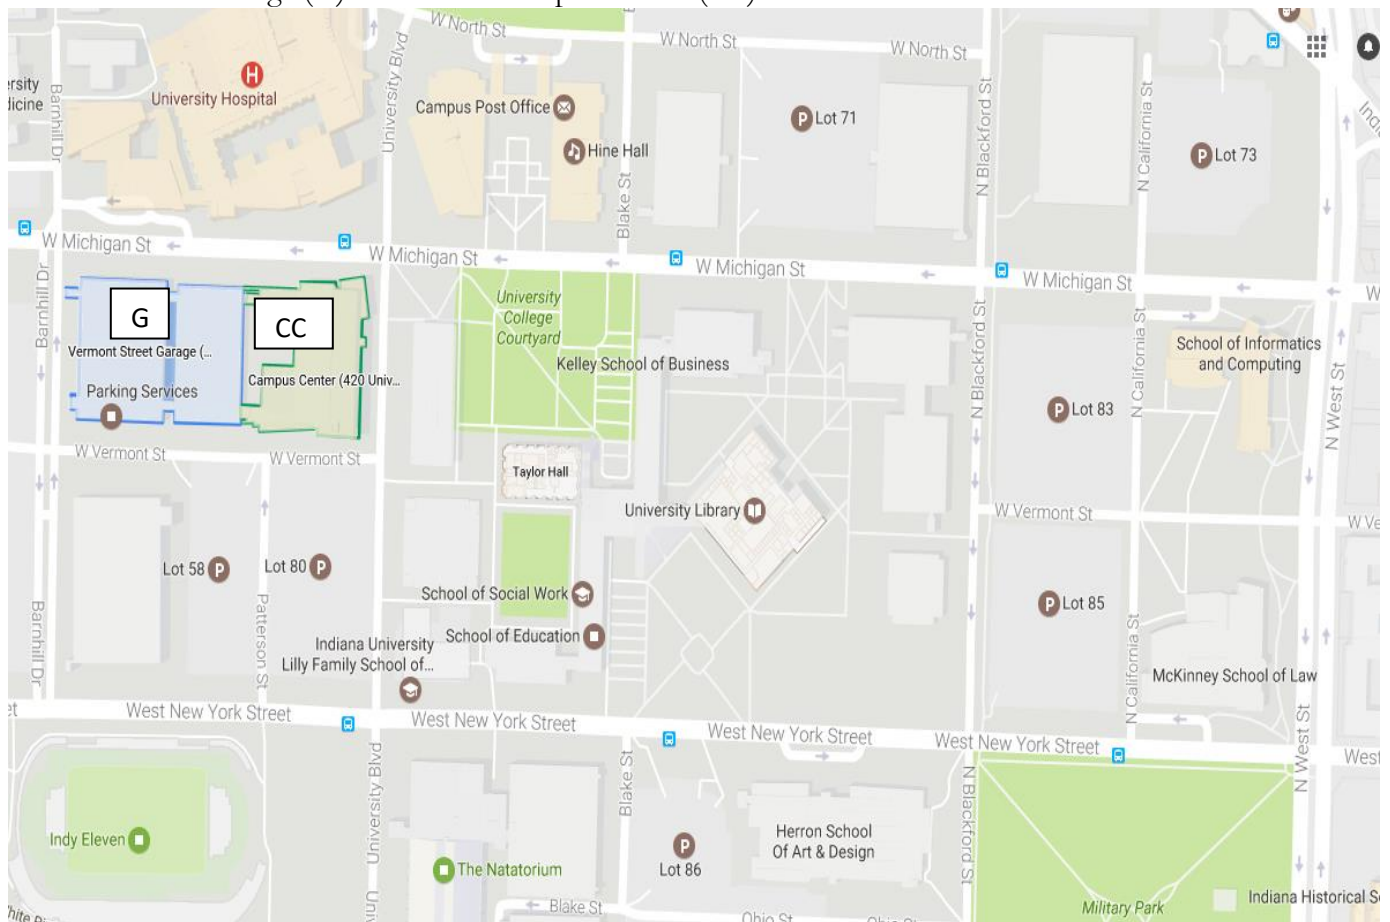 W North St
W North St
W North St
University Blvd
Barnhill Dr
H
University Hospital
Campus Post Office
Hine Hall
Blake St
P Lot 71
N Blackford St
N California St
P Lot 73
W Michigan St
W Michigan St
W Michigan St
W Michigan St
Barnhill Dr
G
CC
Vermont Street Garage (...
Parking Services
Campus Center (420 Univ...
University
College
Courtyard
Kelley School of Business
N Blackford St
P Lot 83
N California St
School of Informatics
and Computing
N West St
W Vermont St
W Vermont St
Taylor Hall
University Library
W Vermont St
Lot 58 P
Lot 80 P
Patterson St
Barnhill Dr
School of Social Work
School of Education
Indiana University
Lilly Family School of...
P Lot 85
N California St
McKinney School of Law
West New York Street
West New York Street
West New York Street
West New York Street
N West St
Indy Eleven
University Blvd
The Natatorium
Blake St
P
Lot 86
Herron School
Of Art & Design
N Blackford St
Military Park
Blake St
Ohio St